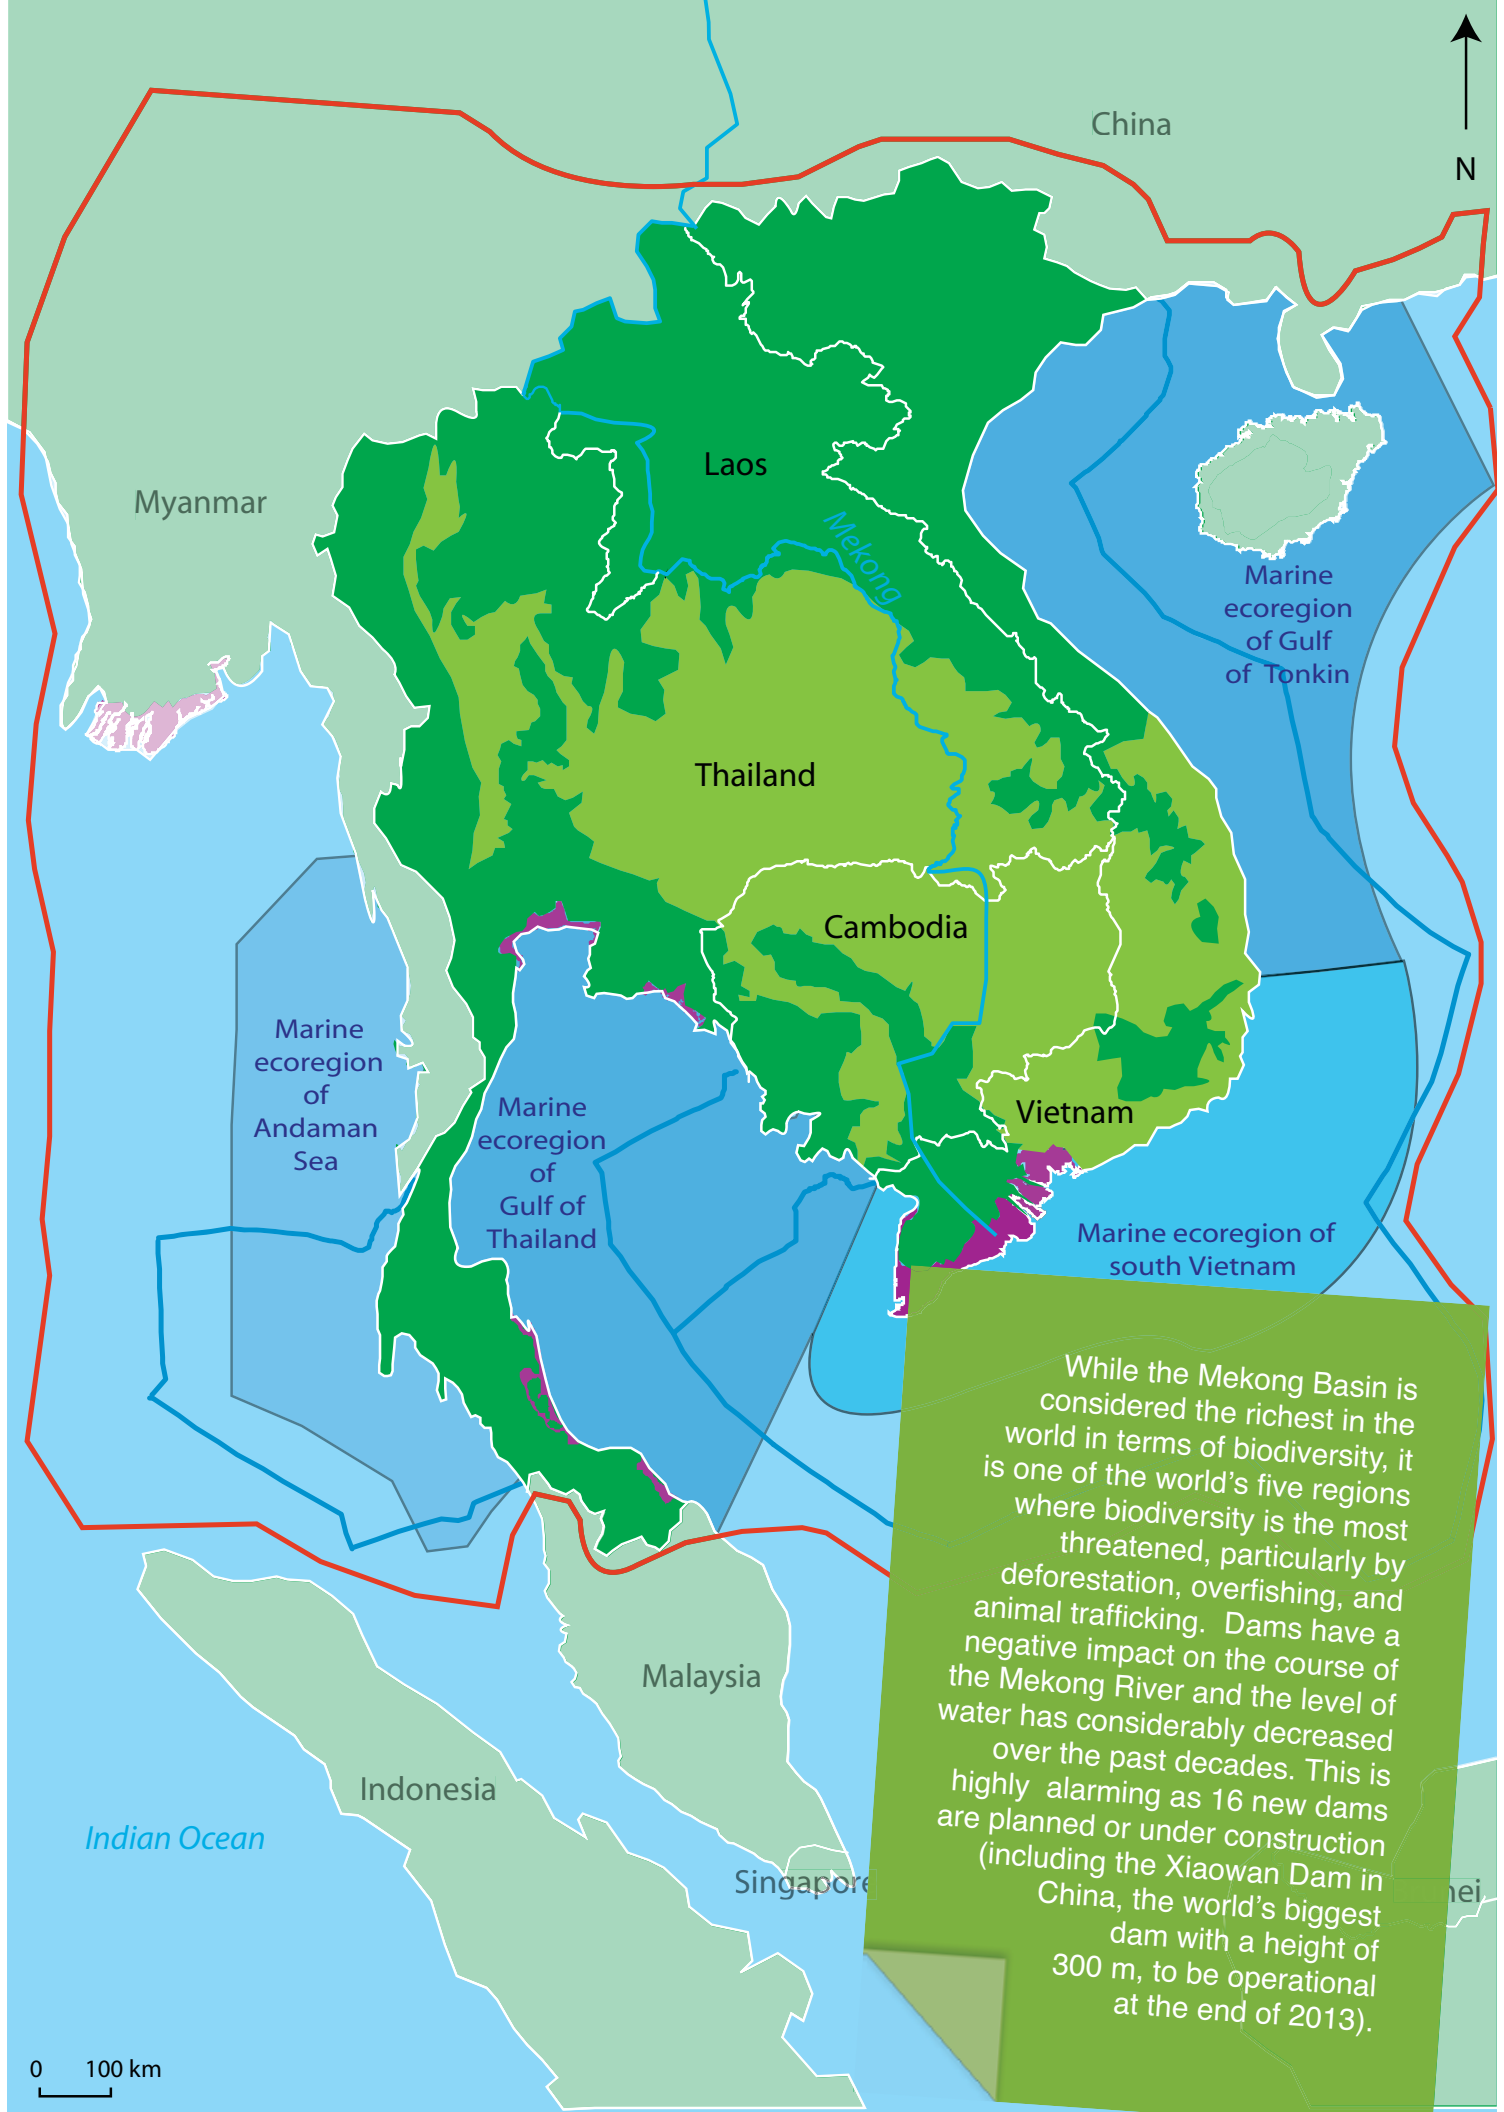 China
N
Myanmar
Laos
Mekong
Marine
ecoregion
of Gulf
of Tonkin
Thailand
Cambodia
Marine
ecoregion
of
Andaman
Sea
Marine
ecoregion
of
Gulf of
Thailand
Vietnam
Marine ecoregion of
south Vietnam
While the Mekong Basin is
considered the richest in the
world in terms of biodiversity, it
is one of the world's five regions
where biodiversity is the most
threatened, particularly by
deforestation, overfishing, and
animal trafficking. Dams have a
negative impact on the course of
the Mekong River and the level of
water has considerably decreased
over the past decades. This is
highly alarming as 16 new dams
are planned or under construction
(including the Xiaowan Dam in
China, the world's biggest
dam with a height of
300 m, to be operational
at the end of 2013).
Malaysia
Indonesia
Indian Ocean
Singapore
nei
0 100 km